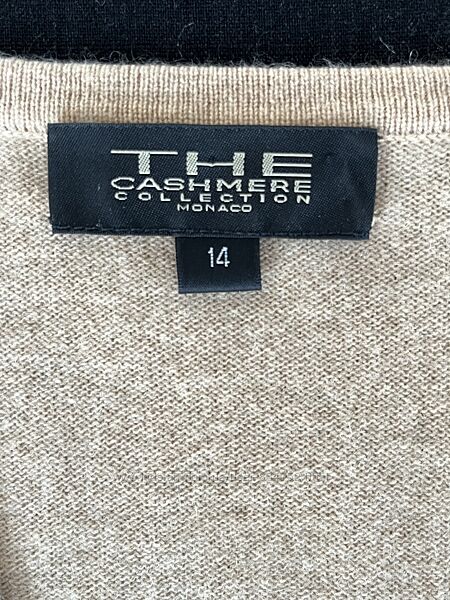 THE
CASHMERE
COLLECTION
MONACO
14